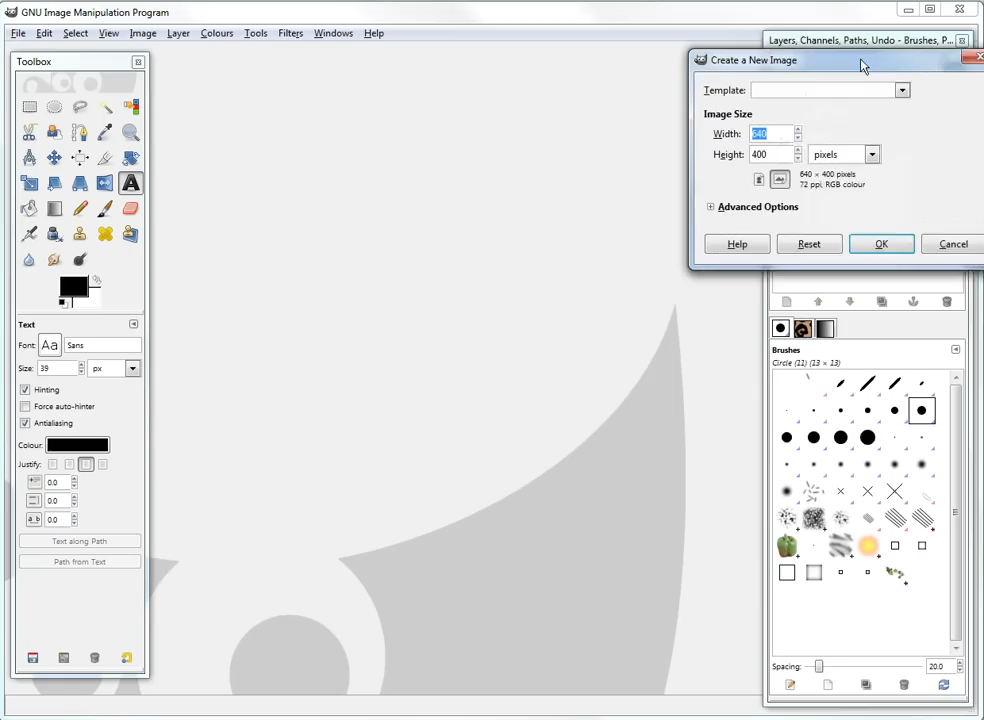 GNU Image Manipulation Program
File Edit Select View Image Layer Colours Tools Filters Windows Help
Toolbox
Text
Font: Aa Sans
Size: 39 px
Hinting
Force auto-hinter
Antialiasing
Colour:
Justify:
0.0
0.0
0.0
Text along Path
Path from Text
Layers, Channels, Paths, Undo - Brushes, P...
Create a New Image
Template:
Image Size
Width: 640
Height: 400 pixels
640 × 400 pixels
72 ppi, RGB colour
Advanced Options
Help Reset OK Cancel
Brushes
Circle (11) (13 × 13)
Spacing: 20.0